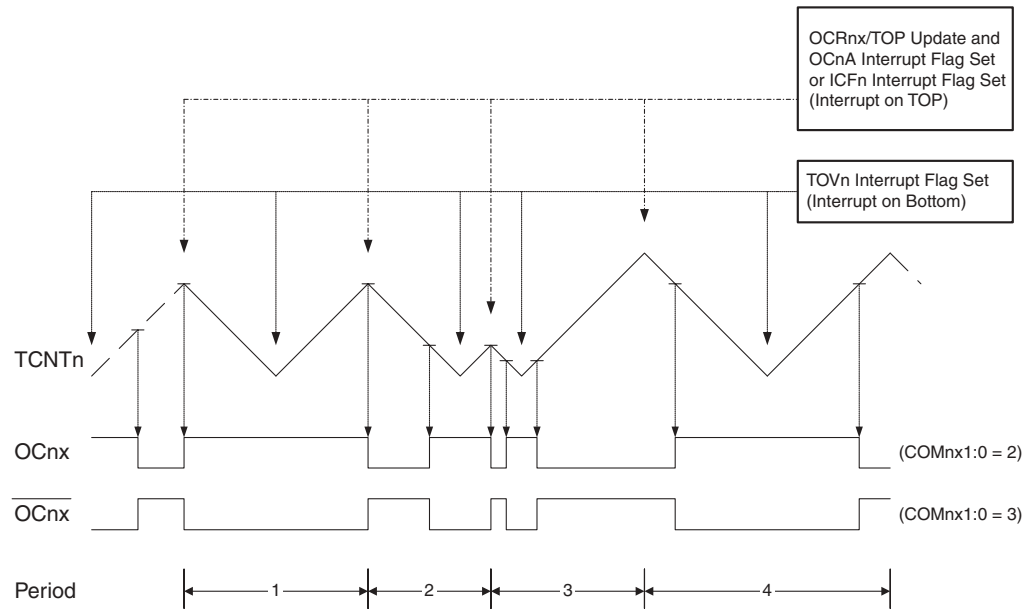 OCRnx/TOP Update and
OCnA Interrupt Flag Set
or ICFn Interrupt Flag Set
(Interrupt on TOP)
TOVn Interrupt Flag Set
(Interrupt on Bottom)
TCNTn
OCnx
(COMnx1:0 = 2)
OCnx
(COMnx1:0 = 3)
Period
1
2
3
4